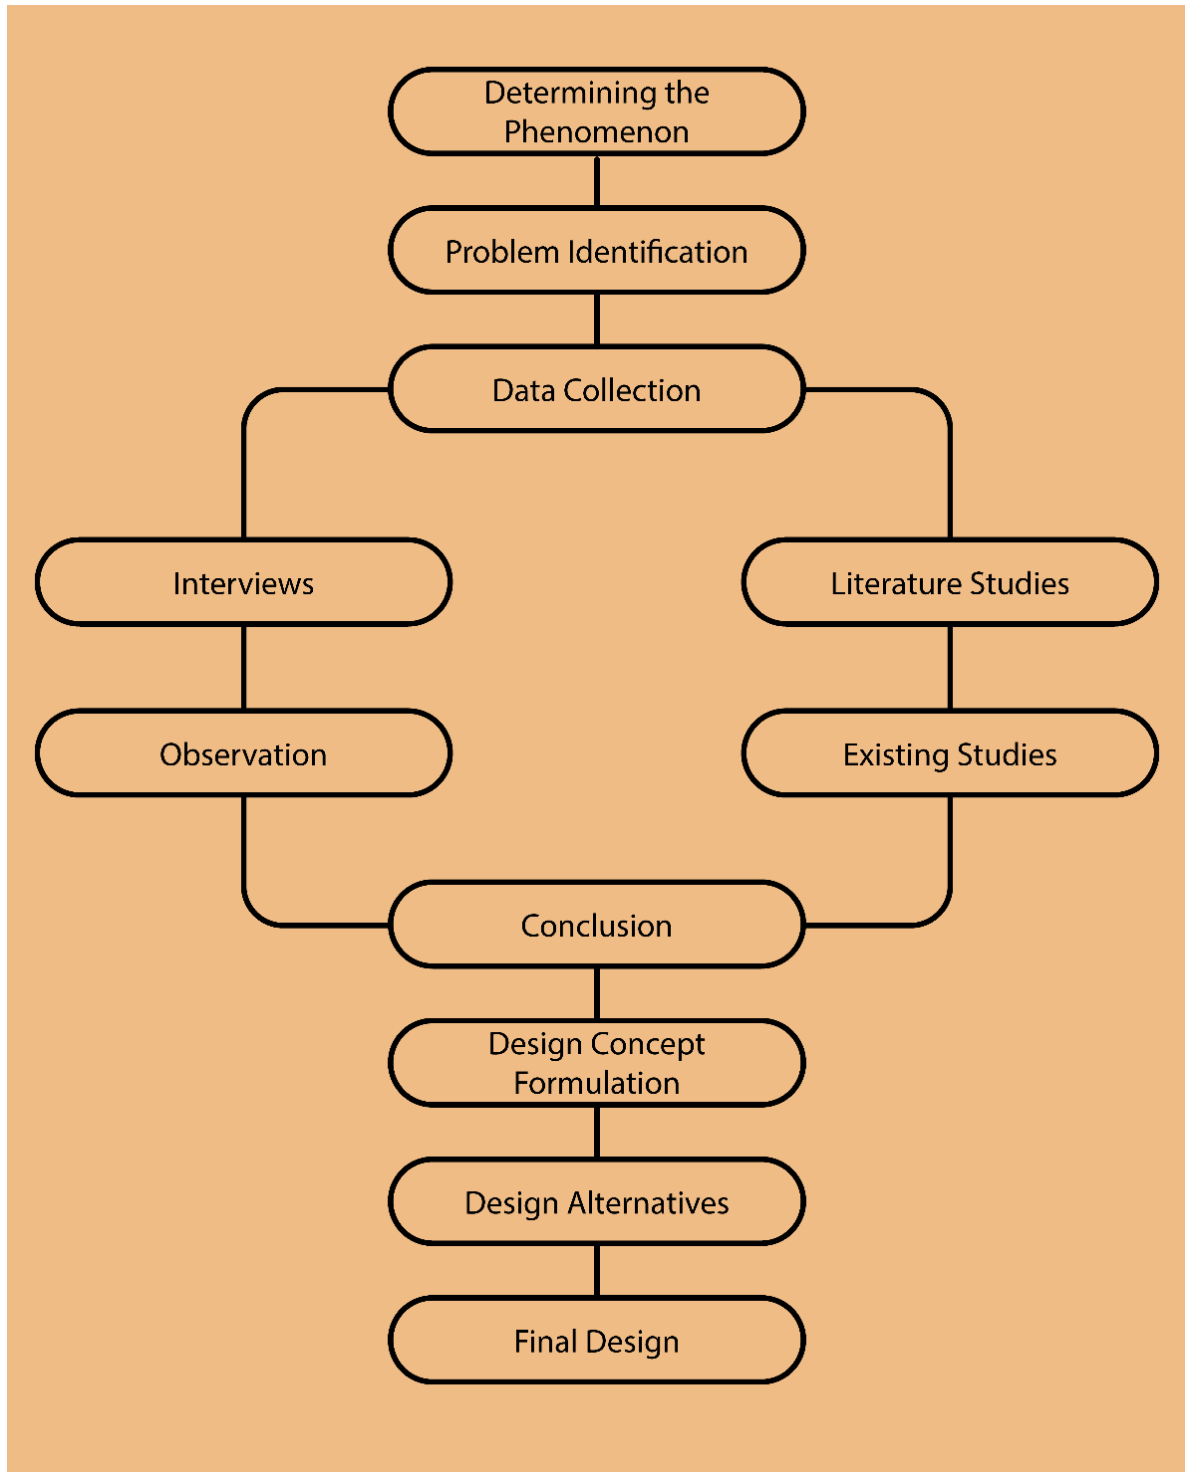 Determining the
Phenomenon
Problem Identification
Data Collection
Interviews
Literature Studies
Observation
Existing Studies
Conclusion
Design Concept
Formulation
Design Alternatives
Final Design